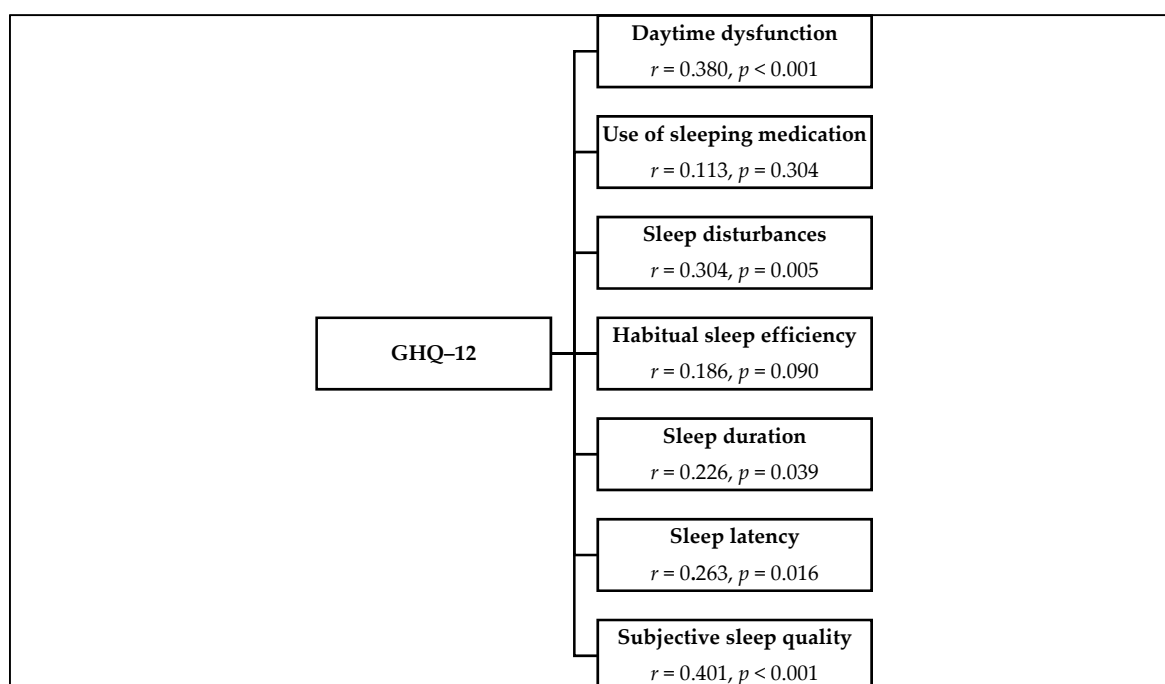 Daytime dysfunction
r = 0.380, p < 0.001
Use of sleeping medication
r = 0.113, p = 0.304
Sleep disturbances
r = 0.304, p = 0.005
GHQ–12
Habitual sleep efficiency
r = 0.186, p = 0.090
Sleep duration
r = 0.226, p = 0.039
Sleep latency
r = 0.263, p = 0.016
Subjective sleep quality
r = 0.401, p < 0.001